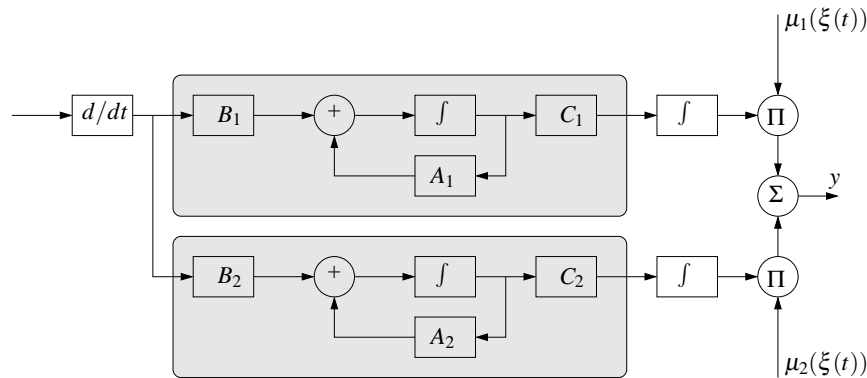 μ₁(ξ(t))
d/dt B₁ + ∫ C₁ ∫ Π
A₁
Σ y
B₂ + ∫ C₂ ∫ Π
A₂
μ₂(ξ(t))